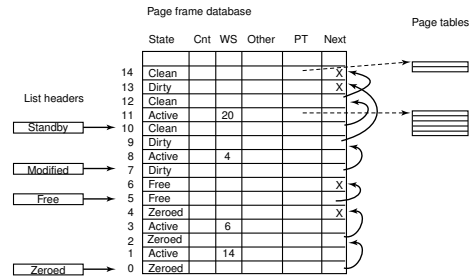 Page frame database
Page tables
State Cnt WS Other PT Next
14 Clean X
13 Dirty X
12 Clean
11 Active 20
10 Clean
9 Dirty
8 Active 4
7 Dirty
6 Free X
5 Free
4 Zeroed X
3 Active 6
2 Zeroed
1 Active 14
0 Zeroed
List headers
Standby
Modified
Free
Zeroed